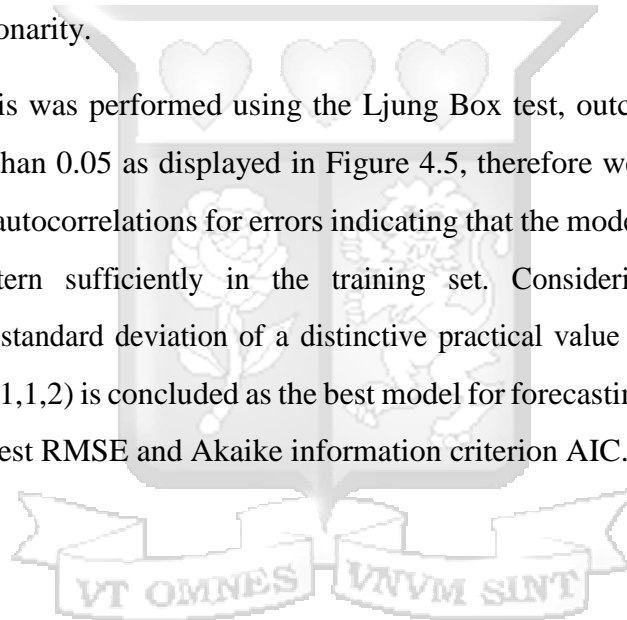 onarity.
is was performed using the Ljung Box test, outc
han 0.05 as displayed in Figure 4.5, therefore we
autocorrelations for errors indicating that the mode
tern sufficiently in the training set. Consideri
standard deviation of a distinctive practical value
1,1,2) is concluded as the best model for forecastin
est RMSE and Akaike information criterion AIC.
VT OMNES VNVM SINT